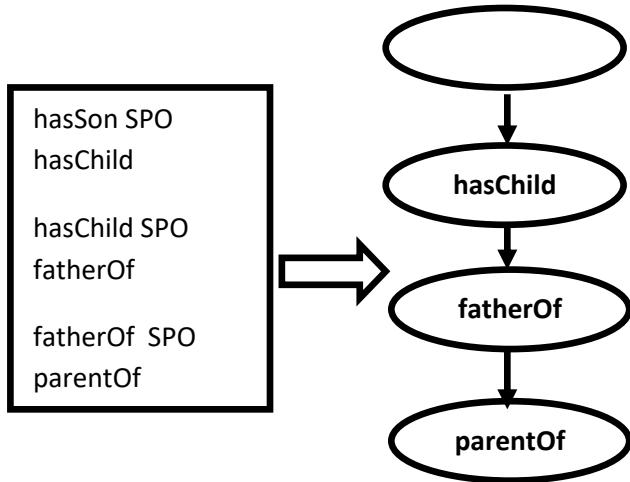 hasSon SPO
hasChild
hasChild SPO
fatherOf
fatherOf SPO
parentOf
hasChild
fatherOf
parentOf